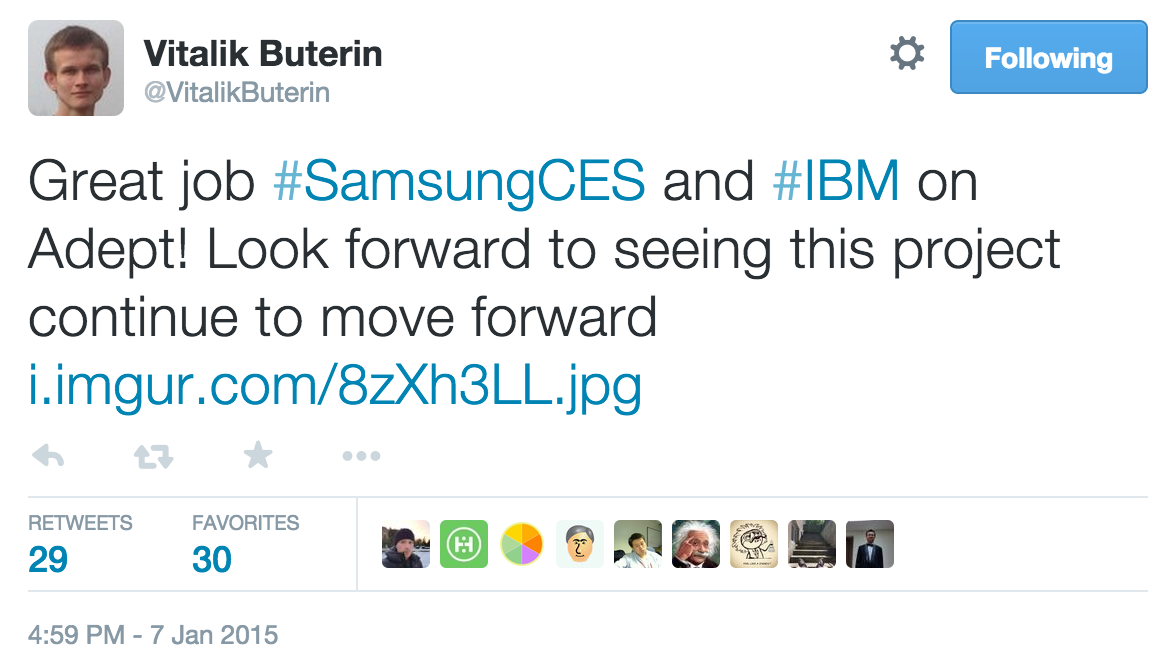 Vitalik Buterin
@VitalikButerin
Following
Great job #SamsungCES and #IBM on
Adept! Look forward to seeing this project
continue to move forward
i.imgur.com/8zXh3LL.jpg
RETWEETS
29
FAVORITES
30
4:59 PM - 7 Jan 2015